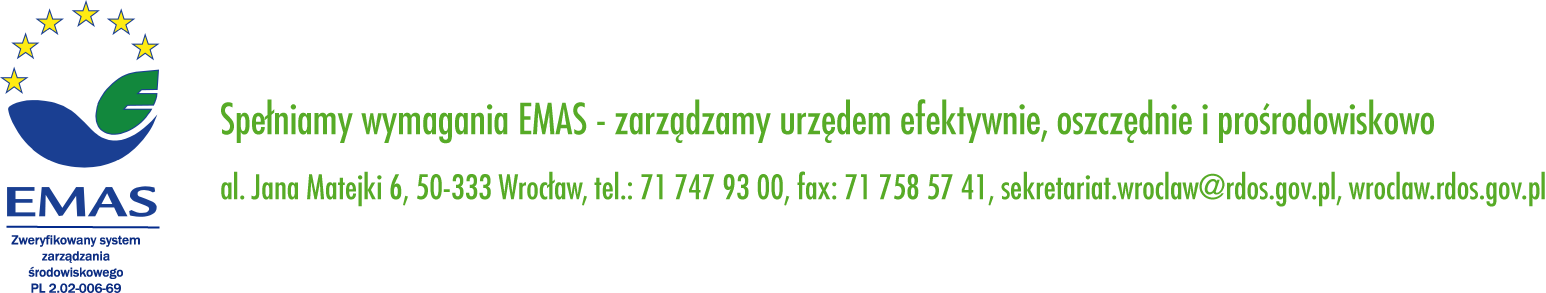 Spełniamy wymagania EMAS - zarządzamy urzędem efektywnie, oszczędnie i prośrodowiskowo
al. Jana Matejki 6, 50-333 Wrocław, tel.: 71 747 93 00, fax: 71 758 57 41, sekretariat.wroclaw@rdos.gov.pl, wroclaw.rdos.gov.pl
EMAS
Zweryfikowany system
zarządzania
środowiskowego
PL 2.02-006-69